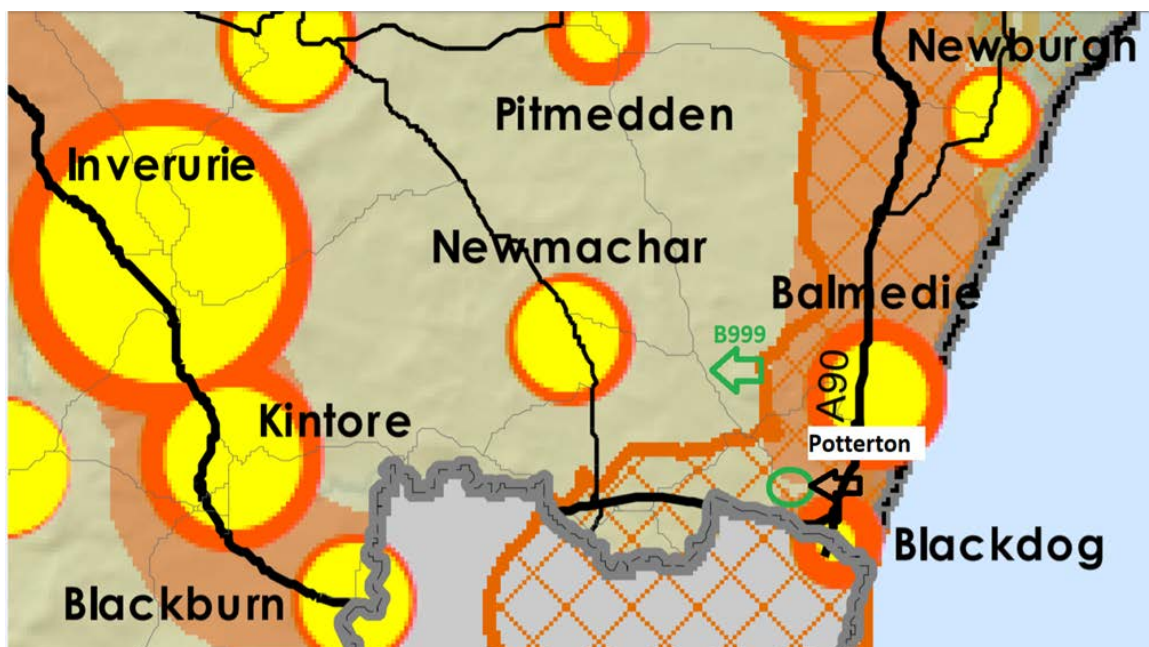 Newburgh
Pitmedden
Inverurie
Newmachar
Balmedie
B999
A90
Kintore
Potterton
Blackdog
Blackburn